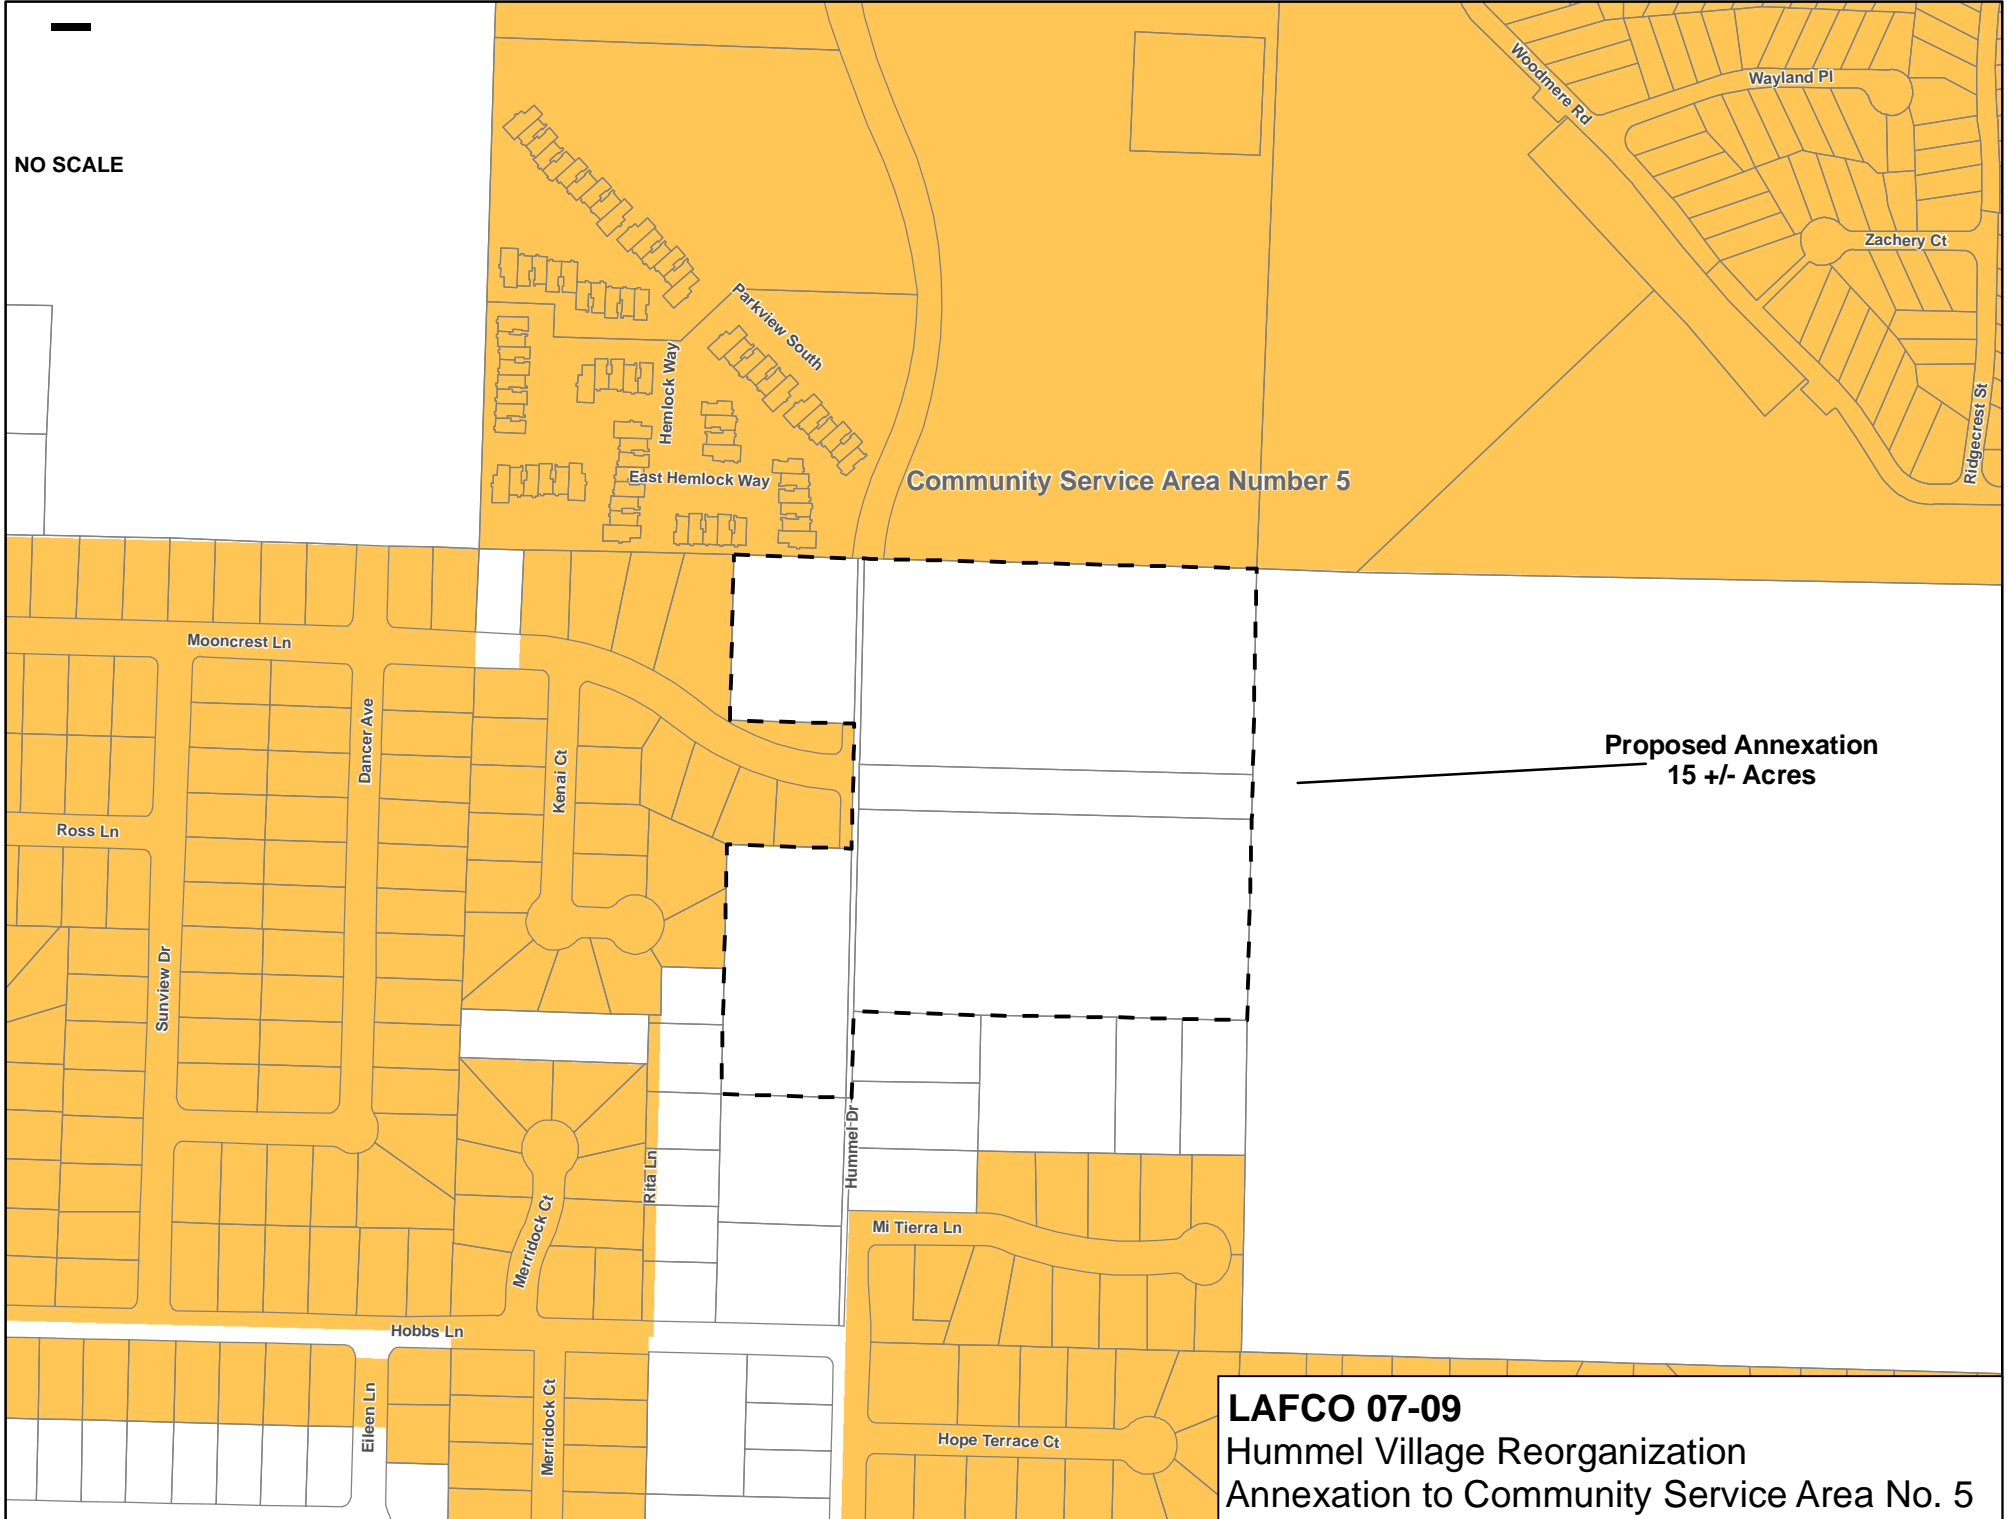 NO SCALE
Woodmere Rd
Wayland Pl
Zachery Ct
Ridgecrest St
Parkview South
Hemlock Way
East Hemlock Way
Community Service Area Number 5
Mooncrest Ln
Dancer Ave
Kenai Ct
Proposed Annexation
15 +/- Acres
Ross Ln
Sunview Dr
Hummel Dr
Rita Ln
Merridock Ct
Mi Tierra Ln
Hobbs Ln
Eileen Ln
Merridock Ct
Hope Terrace Ct
LAFCO 07-09
Hummel Village Reorganization
Annexation to Community Service Area No. 5